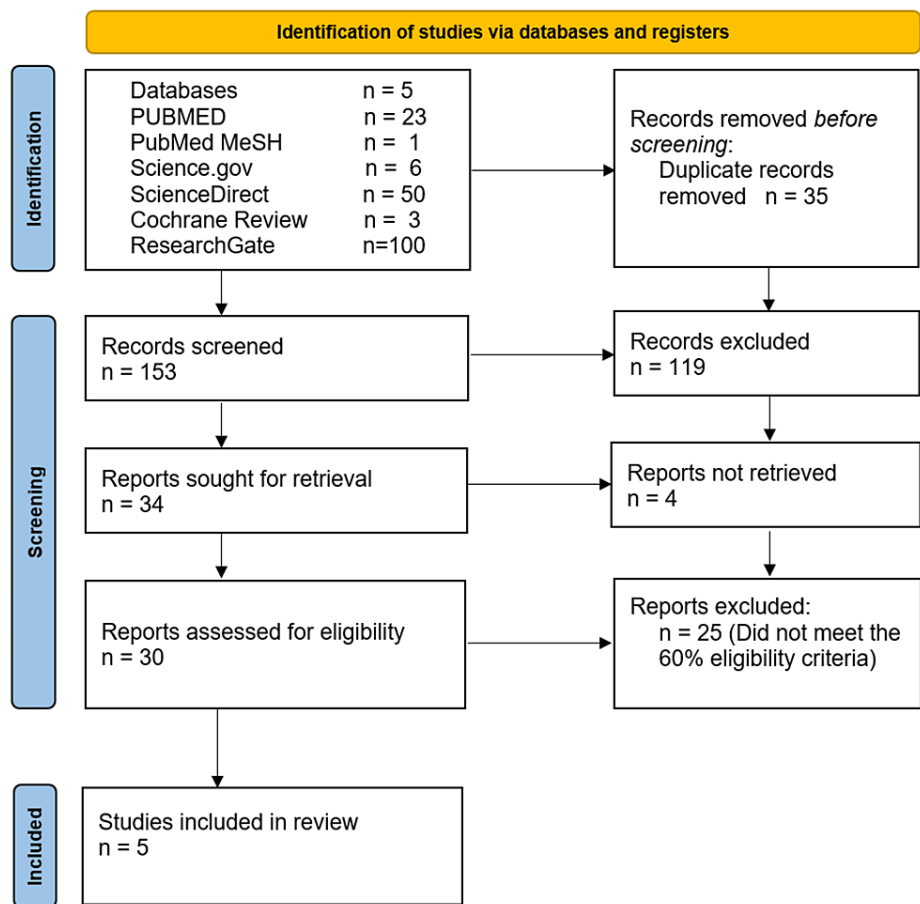 Identification of studies via databases and registers
Identification
Databases n = 5
PUBMED n = 23
PubMed MeSH n = 1
Science.gov n = 6
ScienceDirect n = 50
Cochrane Review n = 3
ResearchGate n=100
Records removed before
screening:
Duplicate records
removed n = 35
Screening
Records screened
n = 153
Records excluded
n = 119
Reports sought for retrieval
n = 34
Reports not retrieved
n = 4
Reports assessed for eligibility
n = 30
Reports excluded:
n = 25 (Did not meet the
60% eligibility criteria)
Included
Studies included in review
n = 5